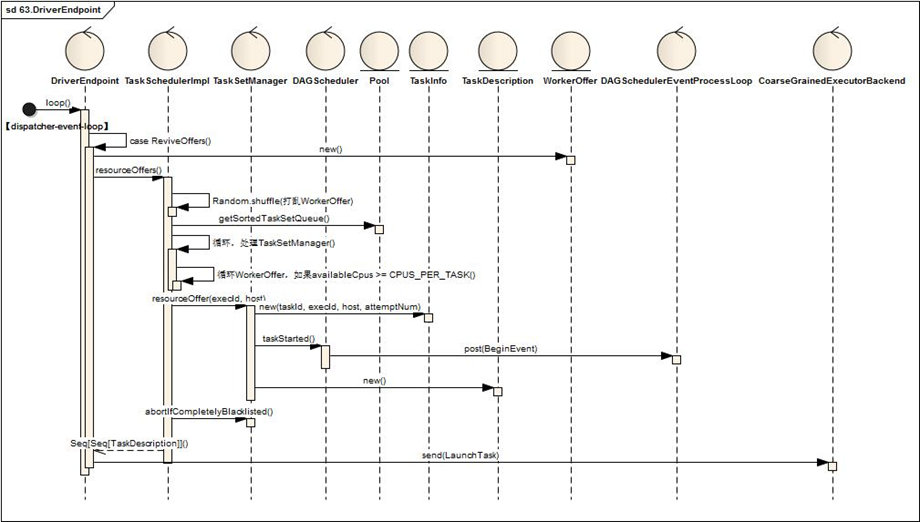 sd 63.DriverEndpoint
DriverEndpoint TaskSchedulerImpl TaskSetManager DAGScheduler Pool TaskInfo TaskDescription WorkerOffer DAGSchedulerEventProcessLoop CoarseGrainedExecutorBackend
loop()
【dispatcher-event-loop】
case ReviveOffers()
new()
resourceOffers()
Random.shuffle(打乱WorkerOffer)
getSortedTaskSetQueue()
循环，处理TaskSetManager()
循环WorkerOffer，如果availableCpus >= CPUS_PER_TASK()
resourceOffer(execId, host)
new(taskId, execId, host, attemptNum)
taskStarted()
post(BeginEvent)
new()
abortIfCompletelyBlacklisted()
Seq[Seq[TaskDescription]]()
send(LaunchTask)